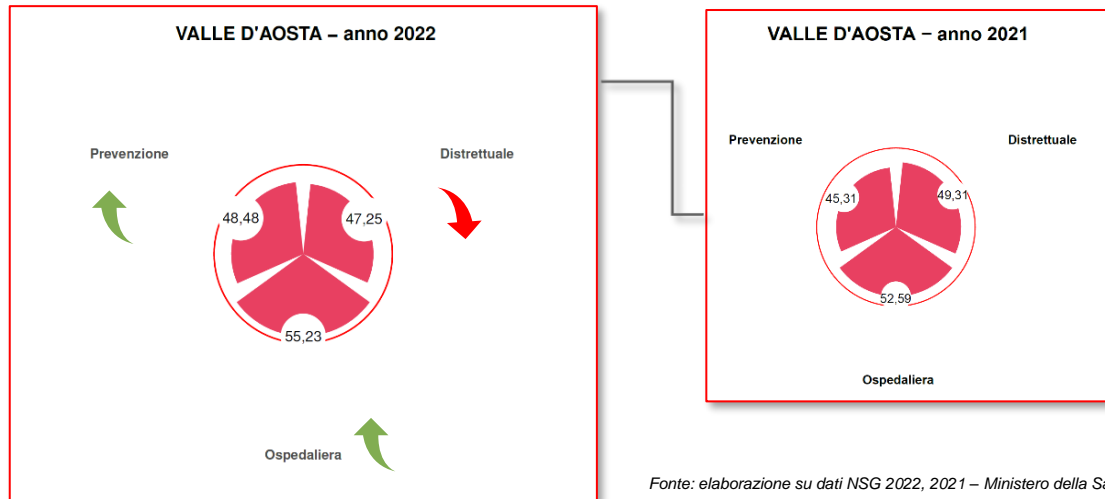 VALLE D'AOSTA – anno 2022
Prevenzione
Distrettuale
48,48
47,25
55,23
Ospedaliera
VALLE D'AOSTA – anno 2021
Prevenzione
Distrettuale
45,31
49,31
52,59
Ospedaliera
Fonte: elaborazione su dati NSG 2022, 2021 – Ministero della